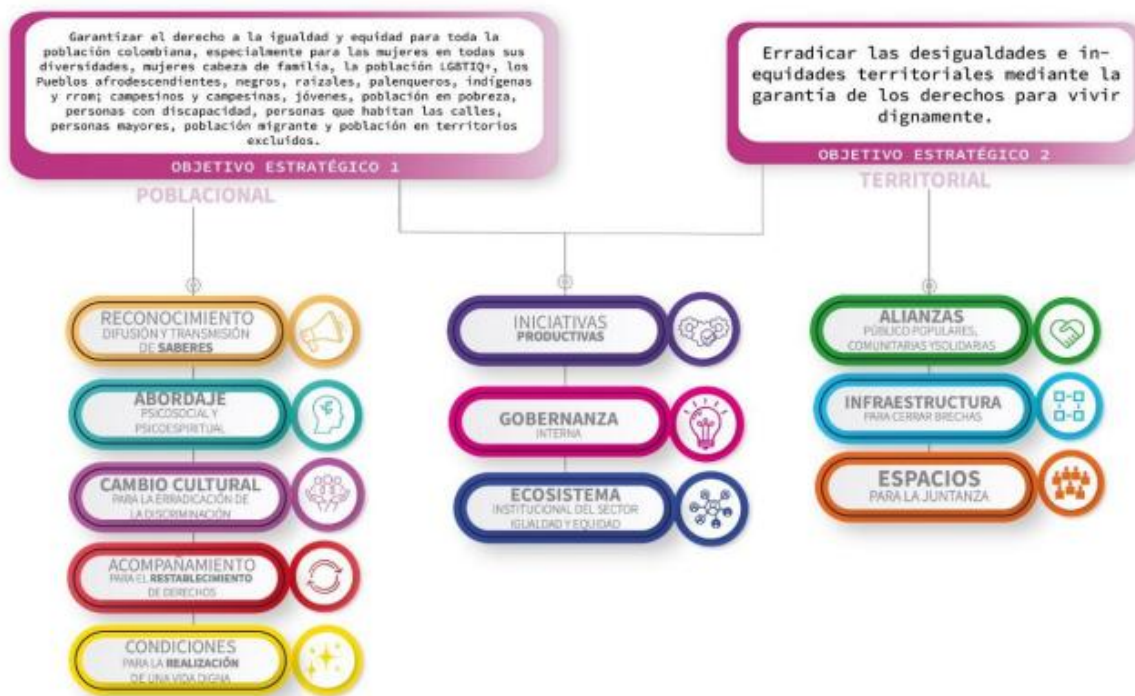 Garantizar el derecho a la igualdad y equidad para toda la
población colombiana, especialmente para las mujeres en todas sus
diversidades, mujeres cabeza de familia, la población LGBTIQ+, los
Pueblos afrodescendientes, negros, raizales, palenqueros, indígenas
y rrom; campesinos y campesinas, jóvenes, población en pobreza,
personas con discapacidad, personas que habitan las calles,
personas mayores, población migrante y población en territorios
excluidos.
OBJETIVO ESTRATÉGICO 1
POBLACIONAL
Erradicar las desigualdades e in-
equidades territoriales mediante la
garantía de los derechos para vivir
dignamente.
OBJETIVO ESTRATÉGICO 2
TERRITORIAL
RECONOCIMIENTO
DIFUSIÓN Y TRANSMISIÓN
DE SABERES
ABORDAJE
PSICOSOCIAL Y
PSICOESPIRITUAL
CAMBIO CULTURAL
PARA LA ERRADICACIÓN DE
LA DISCRIMINACIÓN
ACOMPAÑAMIENTO
PARA EL RESTABLECIMIENTO
DE DERECHOS
CONDICIONES
PARA LA REALIZACIÓN
DE UNA VIDA DIGNA
INICIATIVAS
PRODUCTIVAS
GOBERNANZA
INTERNA
ECOSISTEMA
INSTITUCIONAL DEL SECTOR
IGUALDAD Y EQUIDAD
ALIANZAS
PÚBLICO POPULARES,
COMUNITARIAS YSOLIDARIAS
INFRAESTRUCTURA
PARA CERRAR BRECHAS
ESPACIOS
PARA LA JUNTANZA